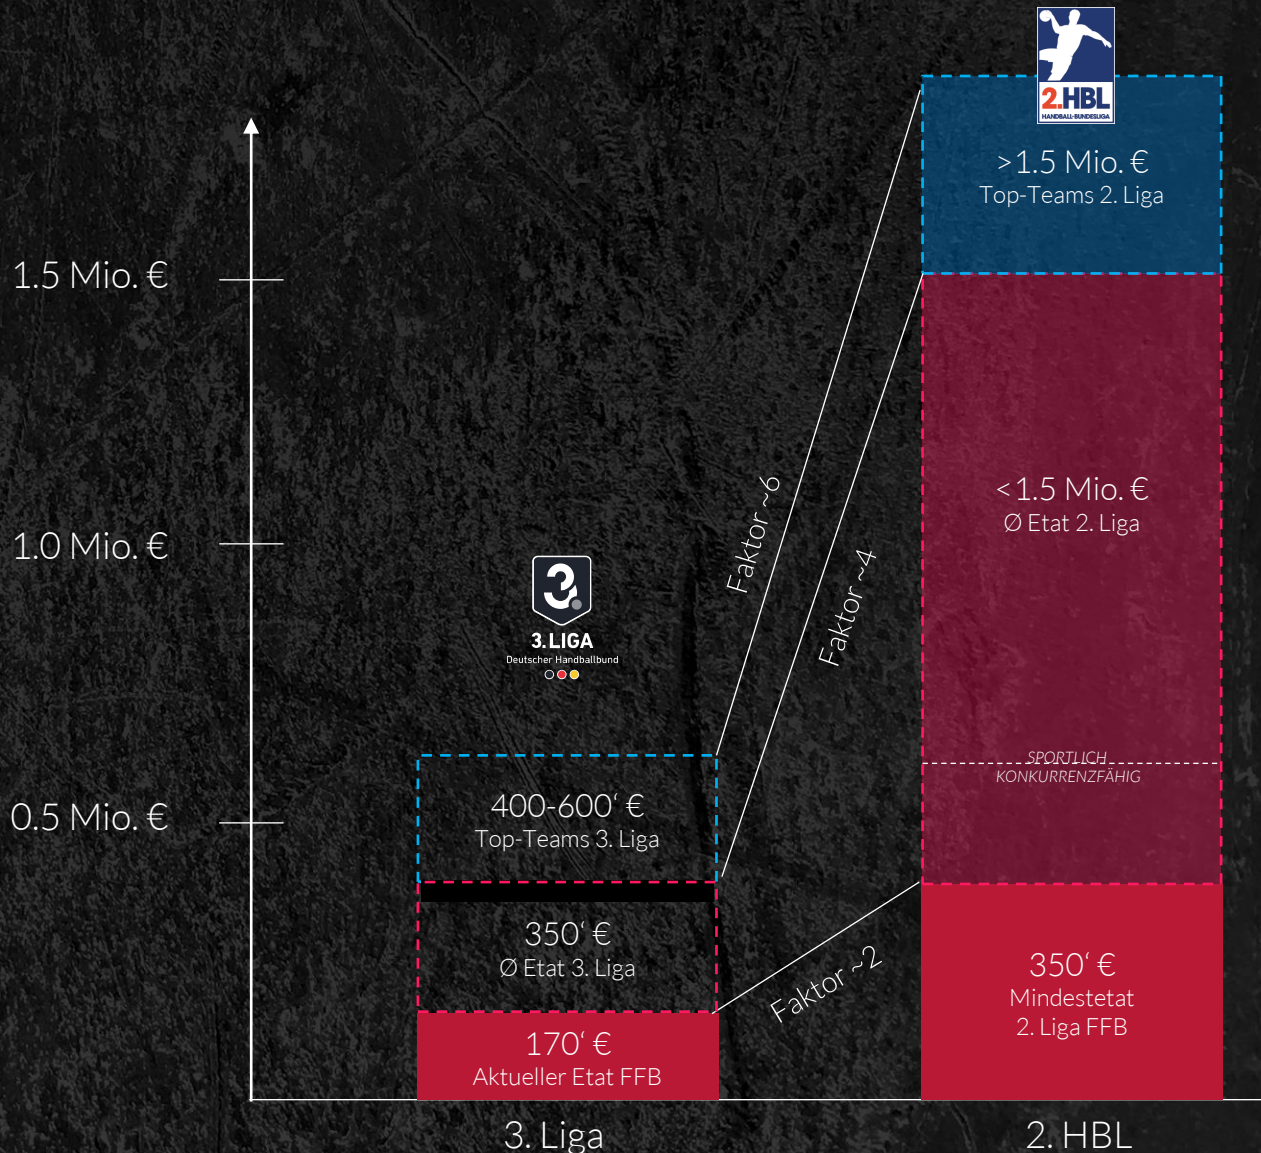 2.HBL
HANDBALL-BUNDESLIGA
>1.5 Mio. €
Top-Teams 2. Liga
1.5 Mio. €
<1.5 Mio. €
Ø Etat 2. Liga
1.0 Mio. €
Faktor ~6
Faktor ~4
3.
3. LIGA
Deutscher Handballbund
SPORTLICH
KONKURRENZFÄHIG
0.5 Mio. €
400-600‘ €
Top-Teams 3. Liga
350‘ €
Ø Etat 3. Liga
Faktor ~2
350‘ €
Mindestetat
2. Liga FFB
170‘ €
Aktueller Etat FFB
3. Liga
2. HBL